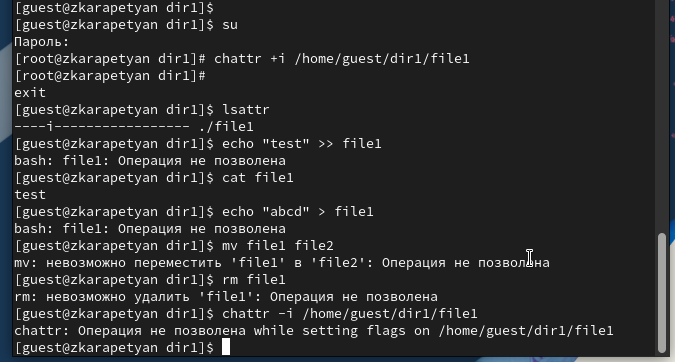 [guest@zkarapetyan dir1]$
[guest@zkarapetyan dir1]$ su
Пароль:
[root@zkarapetyan dir1]# chattr +i /home/guest/dir1/file1
[root@zkarapetyan dir1]#
exit
[guest@zkarapetyan dir1]$ lsattr
----i----------------- ./file1
[guest@zkarapetyan dir1]$ echo "test" >> file1
bash: file1: Операция не позволена
[guest@zkarapetyan dir1]$ cat file1
test
[guest@zkarapetyan dir1]$ echo "abcd" > file1
bash: file1: Операция не позволена
[guest@zkarapetyan dir1]$ mv file1 file2
mv: невозможно переместить 'file1' в 'file2': Операция не позволена
[guest@zkarapetyan dir1]$ rm file1
rm: невозможно удалить 'file1': Операция не позволена
[guest@zkarapetyan dir1]$ chattr -i /home/guest/dir1/file1
chattr: Операция не позволена while setting flags on /home/guest/dir1/file1
[guest@zkarapetyan dir1]$